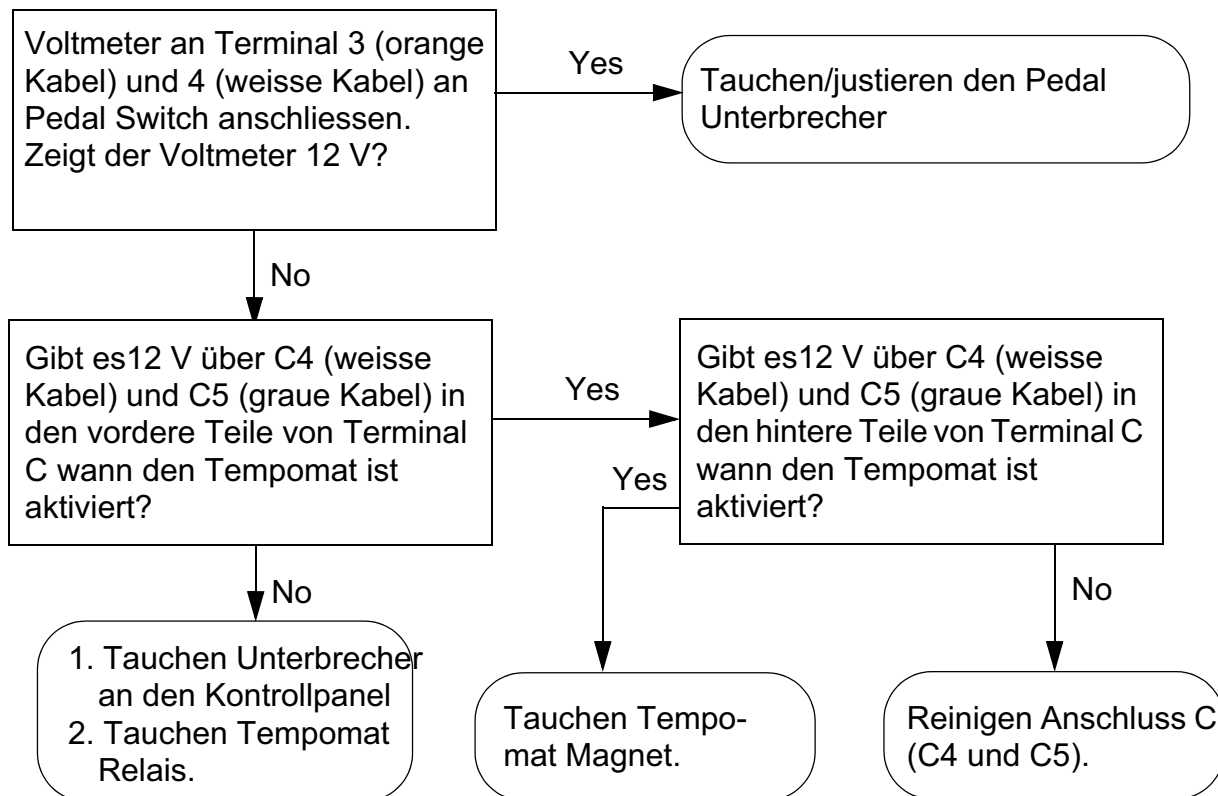 Voltmeter an Terminal 3 (orange
Kabel) und 4 (weisse Kabel) an
Pedal Switch anschliessen.
Zeigt der Voltmeter 12 V?
Yes
Tauchen/justieren den Pedal
Unterbrecher
No
Gibt es12 V über C4 (weisse
Kabel) und C5 (graue Kabel) in
den vordere Teile von Terminal
C wann den Tempomat ist
aktiviert?
Yes
Gibt es12 V über C4 (weisse
Kabel) und C5 (graue Kabel) in
den hintere Teile von Terminal C
wann den Tempomat ist
aktiviert?
Yes
No
No
1. Tauchen Unterbrecher
an den Kontrollpanel
2. Tauchen Tempomat
Relais.
Tauchen Tempo-
mat Magnet.
Reinigen Anschluss C
(C4 und C5).